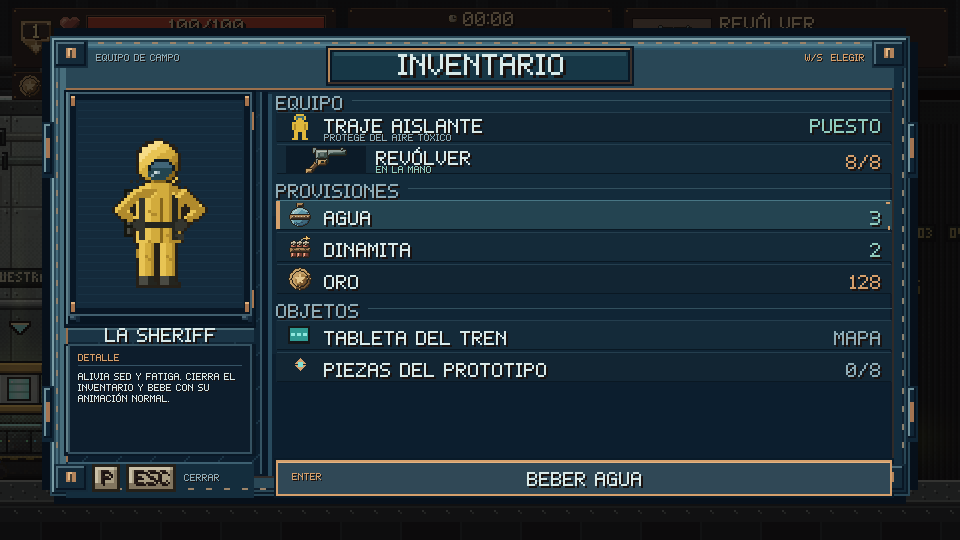 1
100/100
00:00
REVÓLVER
EQUIPO DE CAMPO
INVENTARIO
W/S ELEGIR
EQUIPO
TRAJE AISLANTE
PROTEGE DEL AIRE TÓXICO
PUESTO
REVÓLVER
EN LA MANO
8/8
PROVISIONES
AGUA
3
DINAMITA
2
ORO
128
OBJETOS
TABLETA DEL TREN
MAPA
PIEZAS DEL PROTOTIPO
0/8
LA SHERIFF
DETALLE
ALIVIA SED Y FATIGA. CIERRA EL
INVENTARIO Y BEBE CON SU
ANIMACIÓN NORMAL.
P
ESC
CERRAR
ENTER
BEBER AGUA